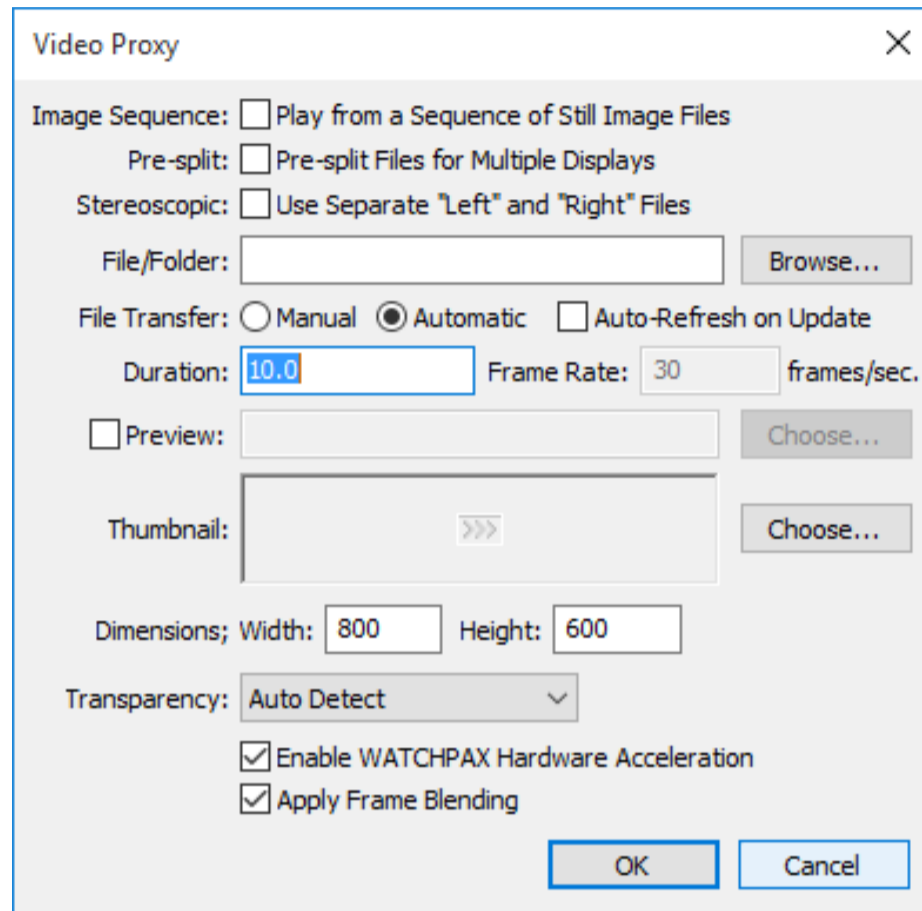 Video Proxy
Image Sequence: Play from a Sequence of Still Image Files
Pre-split: Pre-split Files for Multiple Displays
Stereoscopic: Use Separate "Left" and "Right" Files
File/Folder: Browse...
File Transfer: Manual Automatic Auto-Refresh on Update
Duration: 10.0 Frame Rate: 30 frames/sec.
Preview: Choose...
Thumbnail: >>> Choose...
Dimensions; Width: 800 Height: 600
Transparency: Auto Detect
Enable WATCHPAX Hardware Acceleration
Apply Frame Blending
OK Cancel